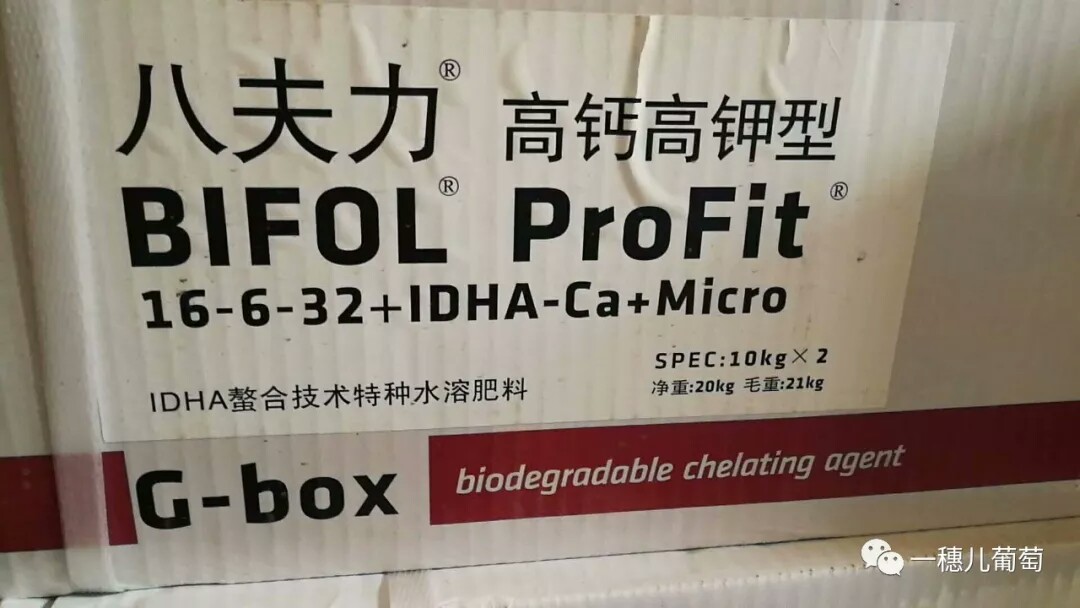 八夫力® 高钙高钾型
BIFOL® ProFit®
16-6-32+IDHA-Ca+Micro
SPEC:10kg×2
IDHA螯合技术特种水溶肥料 净重:20kg 毛重:21kg
G-box biodegradable chelating agent
一穗儿葡萄